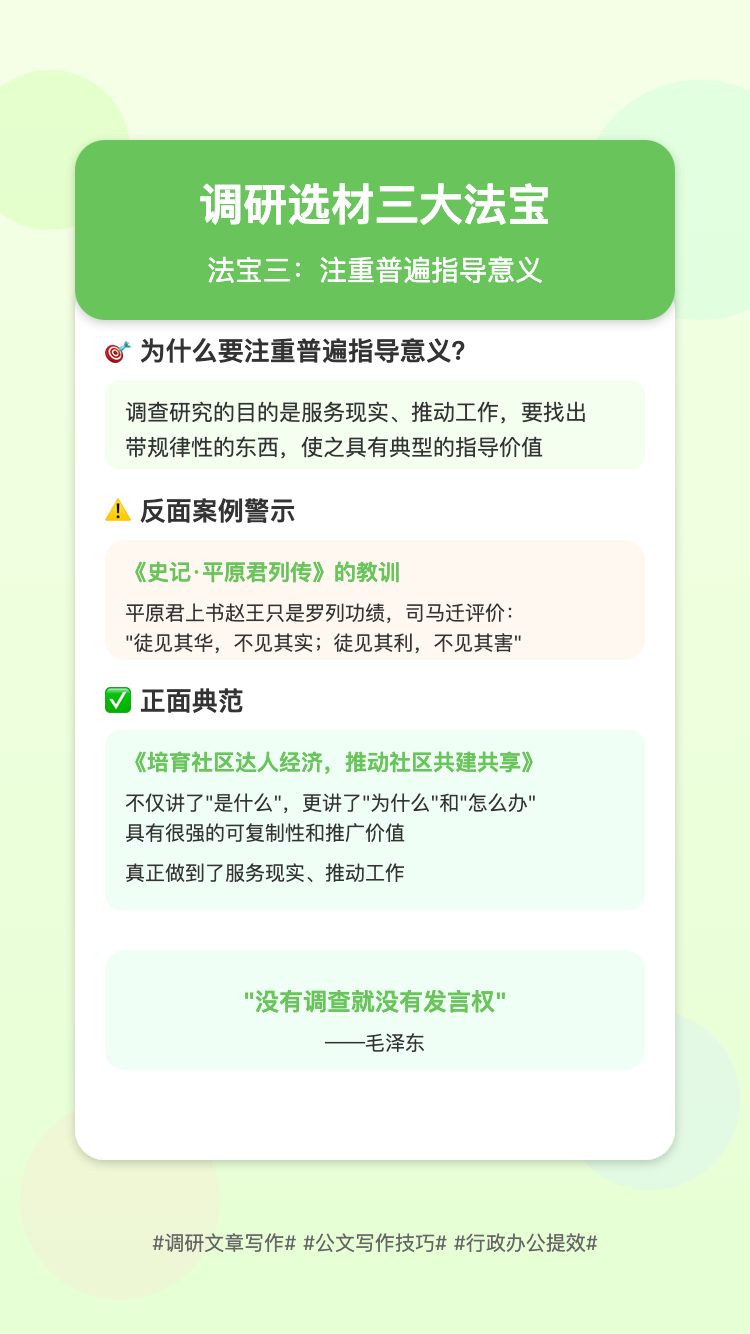 调研选材三大法宝
法宝三：注重普遍指导意义
🎯 为什么要注重普遍指导意义?
调查研究的目的是服务现实、推动工作，要找出
带规律性的东西，使之具有典型的指导价值
⚠️ 反面案例警示
《史记·平原君列传》的教训
平原君上书赵王只是罗列功绩，司马迁评价：
"徒见其华，不见其实；徒见其利，不见其害"
✅ 正面典范
《培育社区达人经济，推动社区共建共享》
不仅讲了"是什么"，更讲了"为什么"和"怎么办"
具有很强的可复制性和推广价值
真正做到了服务现实、推动工作
"没有调查就没有发言权"
——毛泽东
#调研文章写作# #公文写作技巧# #行政办公提效#